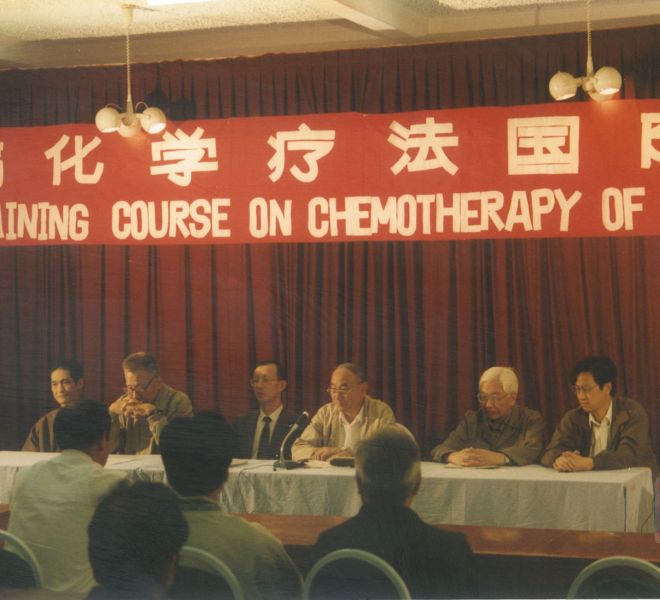 化学疗法国
AINING COURSE ON CHEMOTHERAPY OF